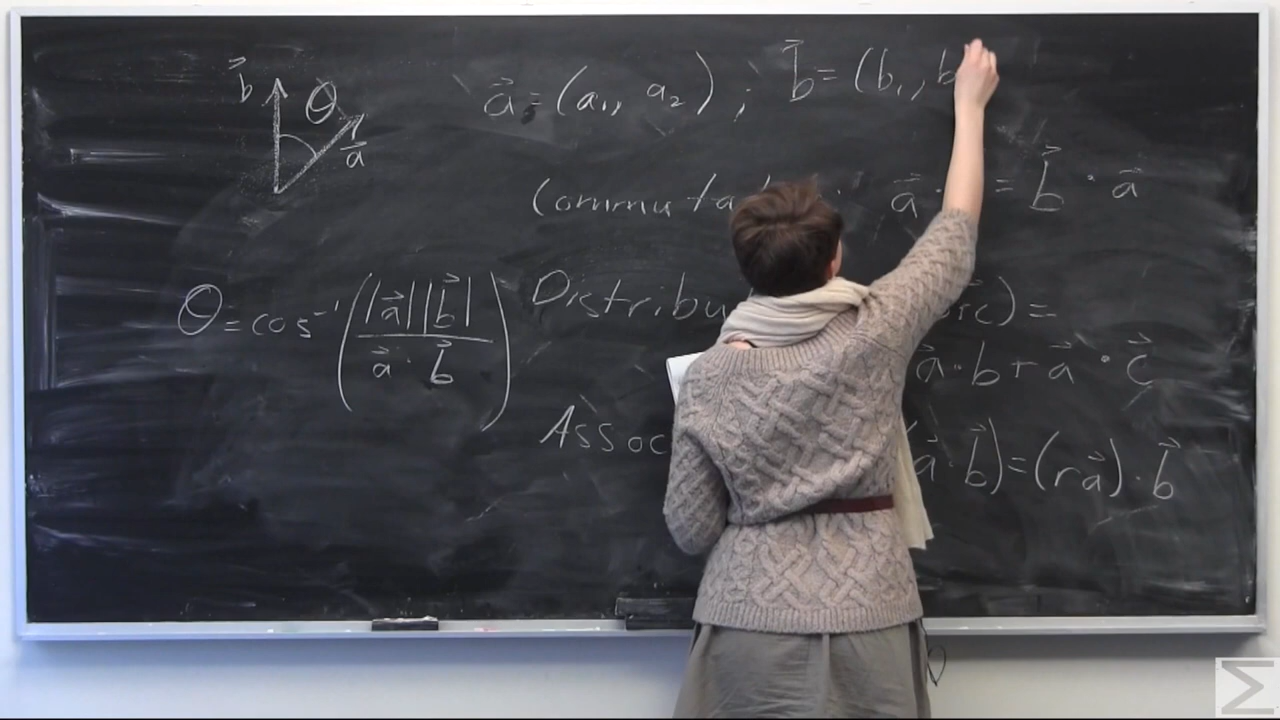 b⃗ θ a⃗
a⃗ = (a₁, a₂) ; b⃗ = (b₁, b
Commuta a⃗ · = b⃗ · a⃗
θ = cos⁻¹ ( |a⃗||b⃗| / a⃗ · b⃗ )
Distribu +c) =
a⃗ · b + a⃗ · c⃗
Assoc (a⃗ · b⃗) = (ra⃗) · b⃗
Σ